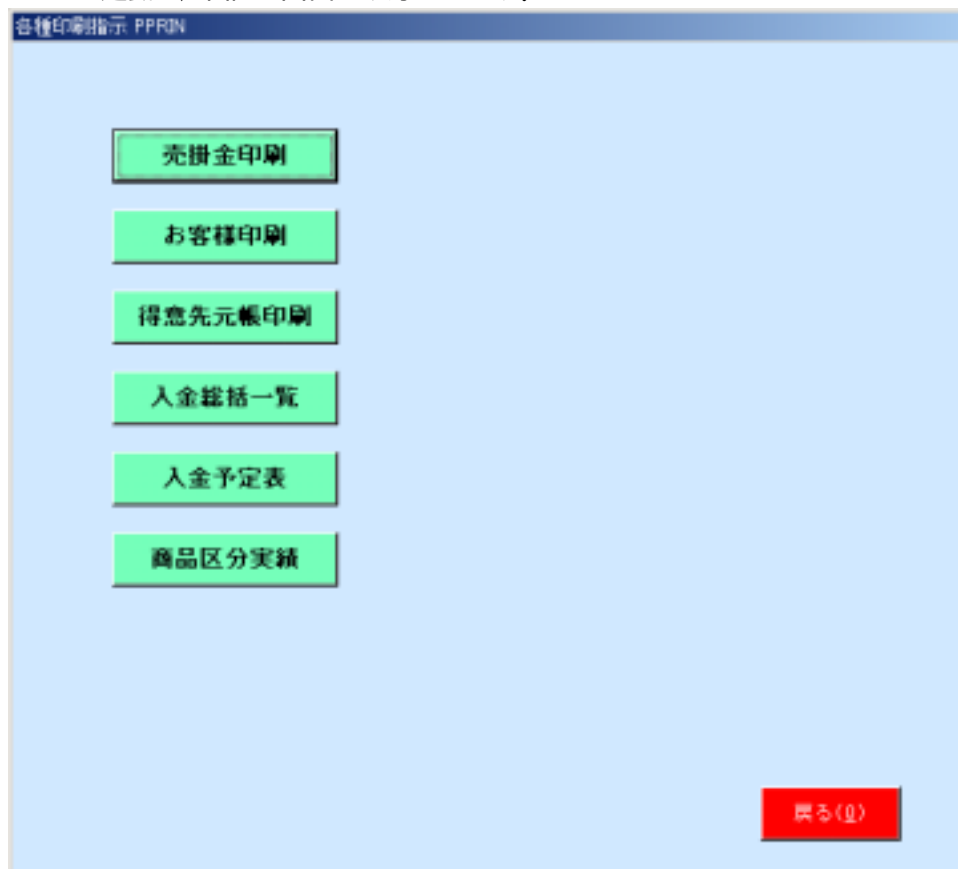 各種印刷指示 PPRIN
売掛金印刷
お客様印刷
得意先元帳印刷
入金総括一覧
入金予定表
商品区分実績
戻る(0)